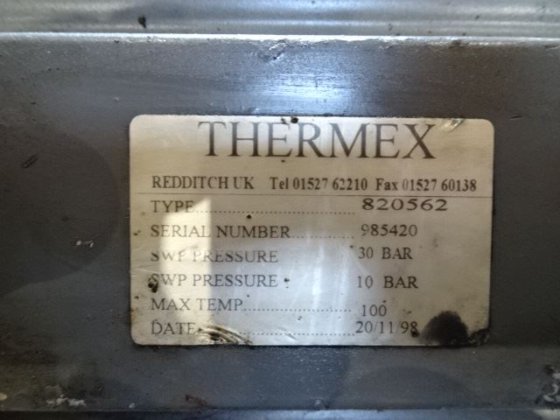 THERMEX
REDDITCH UK Tel 01527 62210 Fax 01527 60138
TYPE.................................... 820562
SERIAL NUMBER............. 985420
SWP PRESSURE 30 BAR
SWP PRESSURE 10 BAR
MAX TEMP........................ 100
DATE................................. 20/11/98